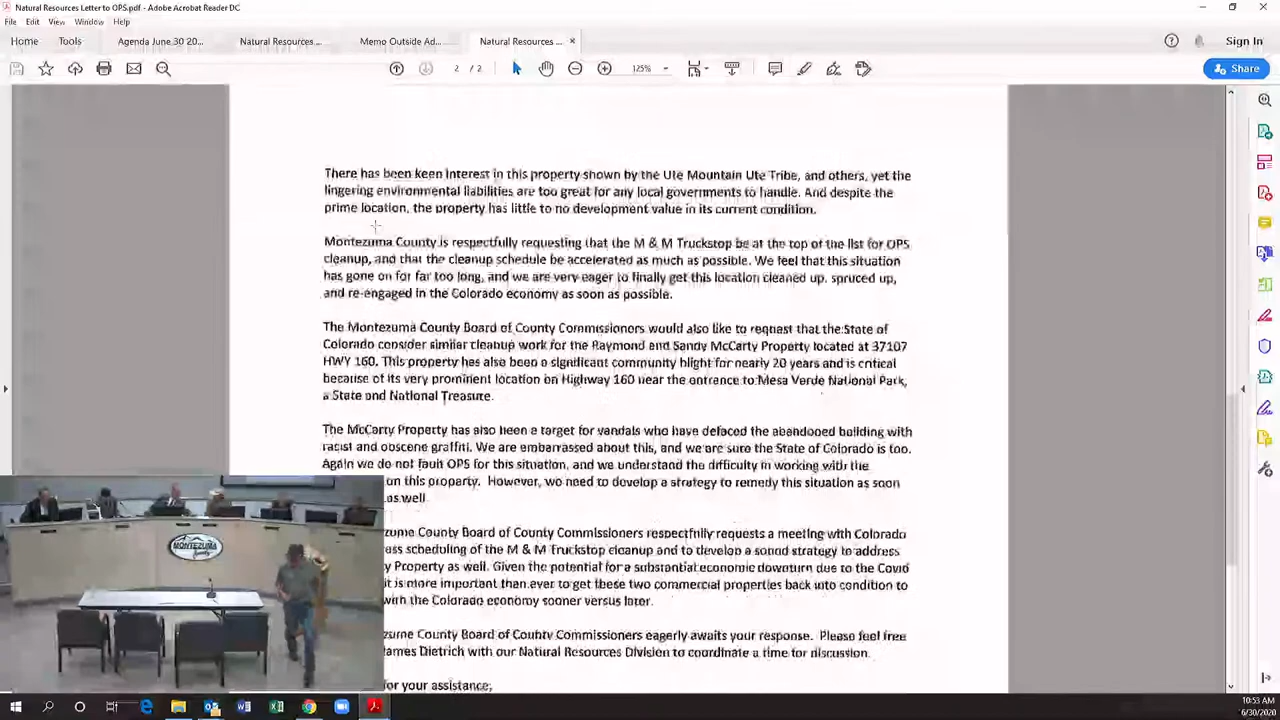 Natural Resources Letter to OPS.pdf - Adobe Acrobat Reader DC
File Edit View Window Help
Home Tools Agenda June 30 20... Natural Resources ... Memo Outside Ad... Natural Resources ... × Sign In
2 / 2 125% Share
There has been keen interest in this property shown by the Ute Mountain Ute Tribe, and others, yet the
lingering environmental liabilities are too great for any local governments to handle. And despite the
prime location, the property has little to no development value in its current condition.
Montezuma County is respectfully requesting that the M & M Truckstop be at the top of the list for OPS
cleanup, and that the cleanup schedule be accelerated as much as possible. We feel that this situation
has gone on for far too long, and we are very eager to finally get this location cleaned up, spruced up,
and re-engaged in the Colorado economy as soon as possible.
The Montezuma County Board of County Commissioners would also like to request that the State of
Colorado consider similar cleanup work for the Raymond and Sandy McCarty Property located at 37107
HWY 160. This property has also been a significant community blight for nearly 20 years and is critical
because of its very prominent location on Highway 160 near the entrance to Mesa Verde National Park,
a State and National Treasure.
The McCarty Property has also been a target for vandals who have defaced the abandoned building with
racist and obscene graffiti. We are embarrassed about this, and we are sure the State of Colorado is too.
Again we do not fault OPS for this situation, and we understand the difficulty in working with the
on this property. However, we need to develop a strategy to remedy this situation as soon
as well
zume County Board of County Commissioners respectfully requests a meeting with Colorado
ass scheduling of the M & M Truckstop cleanup and to develop a sound strategy to address
y Property as well. Given the potential for a substantial economic downturn due to the Covid
it is more important than ever to get these two commercial properties back into condition to
with the Colorado economy sooner versus later.
zume County Board of County Commissioners eagerly awaits your response. Please feel free
ames Dietrich with our Natural Resources Division to coordinate a time for discussion.
for your assistance,
MONTEZUMA
County
10:53 AM
6/30/2020